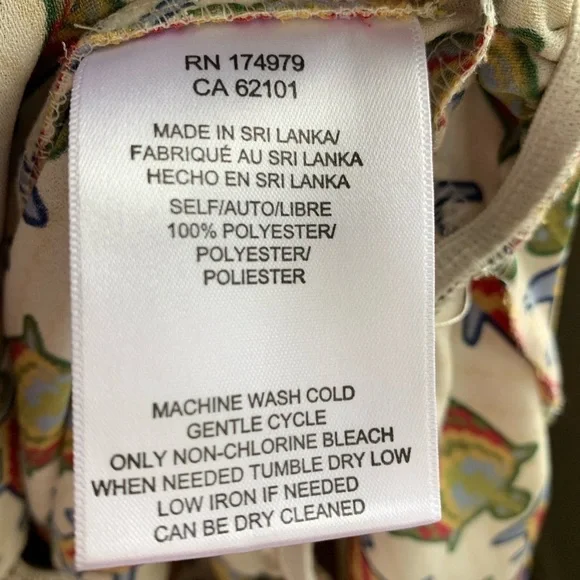 RN 174979
CA 62101
MADE IN SRI LANKA/
FABRIQUÉ AU SRI LANKA
HECHO EN SRI LANKA
SELF/AUTO/LIBRE
100% POLYESTER/
POLYESTER/
POLIESTER
MACHINE WASH COLD
GENTLE CYCLE
ONLY NON-CHLORINE BLEACH
WHEN NEEDED TUMBLE DRY LOW
LOW IRON IF NEEDED
CAN BE DRY CLEANED